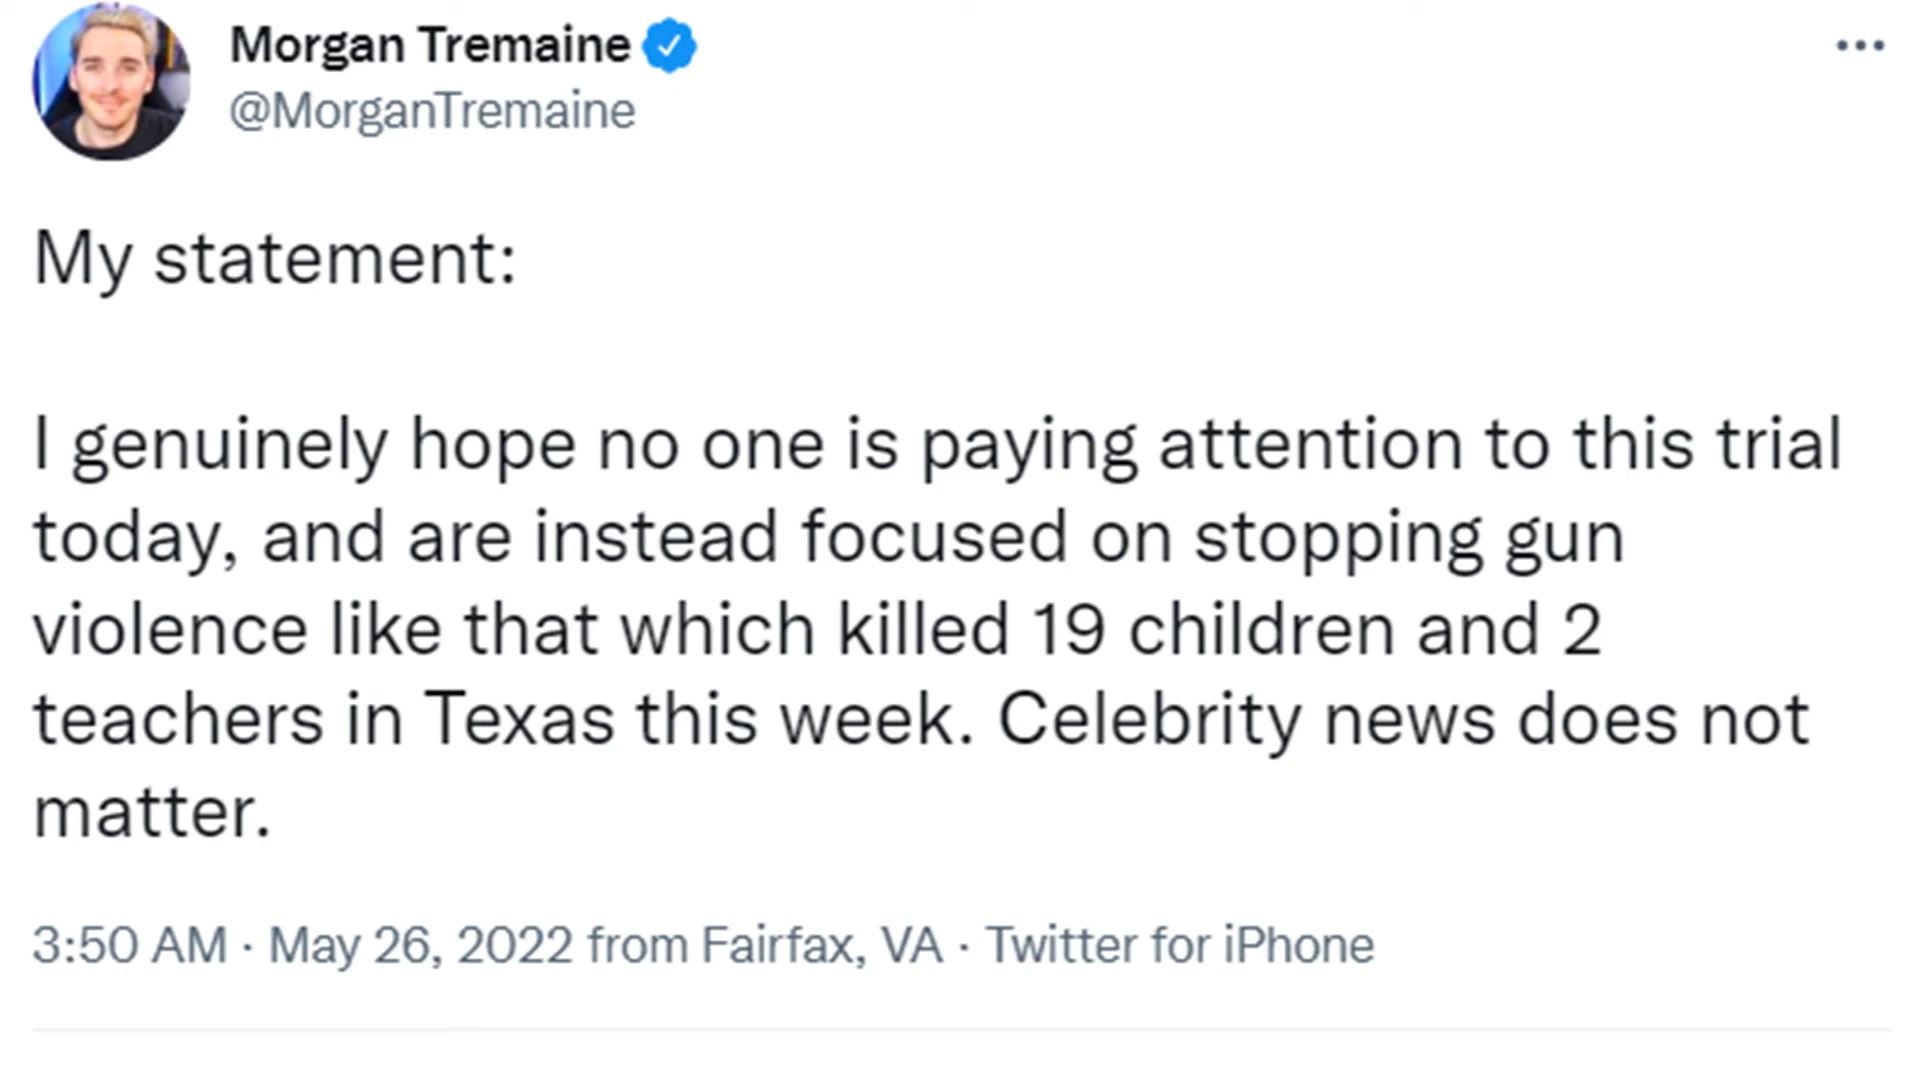 Morgan Tremaine
@MorganTremaine
My statement:
I genuinely hope no one is paying attention to this trial
today, and are instead focused on stopping gun
violence like that which killed 19 children and 2
teachers in Texas this week. Celebrity news does not
matter.
3:50 AM · May 26, 2022 from Fairfax, VA · Twitter for iPhone